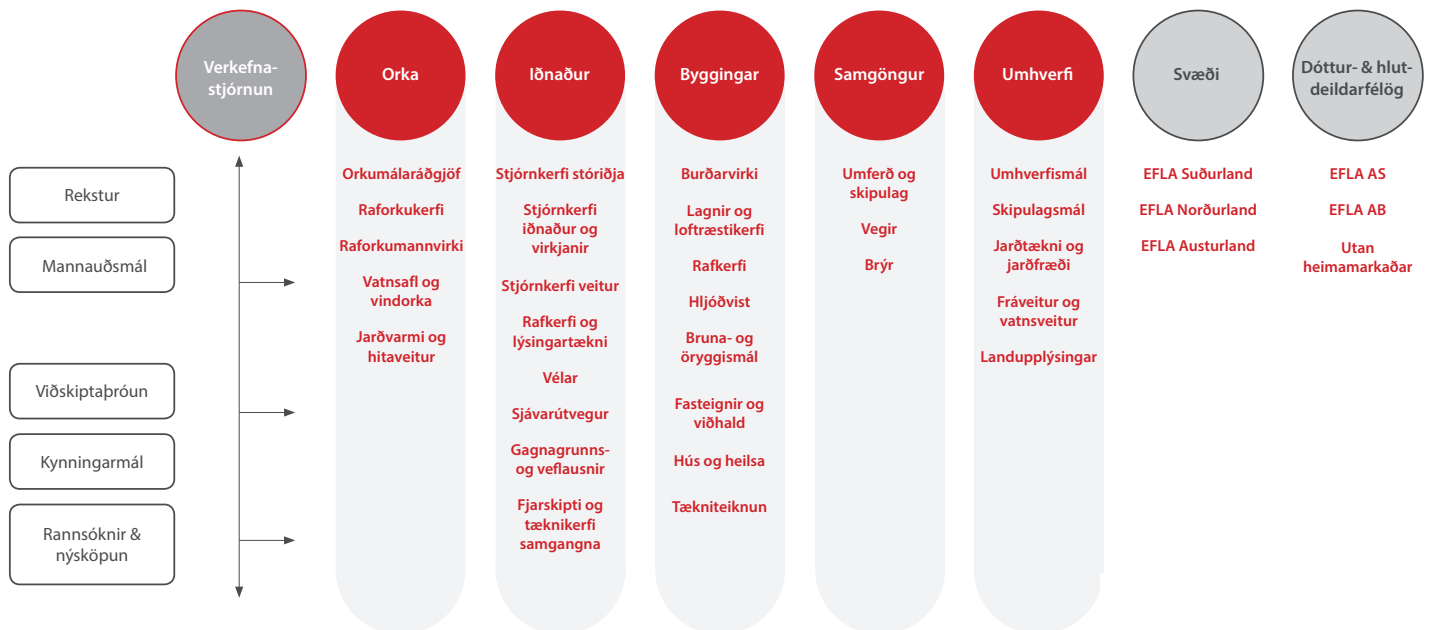 Verkefna-
stjórnun
Orka
Iðnaður
Byggingar
Samgöngur
Umhverfi
Svæði
Dóttur- & hlut-
deildarfélög
Rekstur
Mannauðsmál
Viðskiptaþróun
Kynningarmál
Rannsóknir &
nýsköpun
Orkumálaráðgjöf
Raforkukerfi
Raforkumannvirki
Vatnsafl og
vindorka
Jarðvarmi og
hitaveitur
Stjórnkerfi stóriðja
Stjórnkerfi
iðnaður og
virkjanir
Stjórnkerfi veitur
Rafkerfi og
lýsingartækni
Vélar
Sjávarútvegur
Gagnagrunns-
og veflausnir
Fjarskipti og
tæknikerfi
samgangna
Burðarvirki
Lagnir og
loftræstikerfi
Rafkerfi
Hljóðvist
Bruna- og
öryggismál
Fasteignir og
viðhald
Hús og heilsa
Tækniteiknun
Umferð og
skipulag
Vegir
Brýr
Umhverfismál
Skipulagsmál
Jarðtækni og
jarðfræði
Fráveitur og
vatnsveitur
Landupplýsingar
EFLA Suðurland
EFLA Norðurland
EFLA Austurland
EFLA AS
EFLA AB
Utan
heimamarkaðar